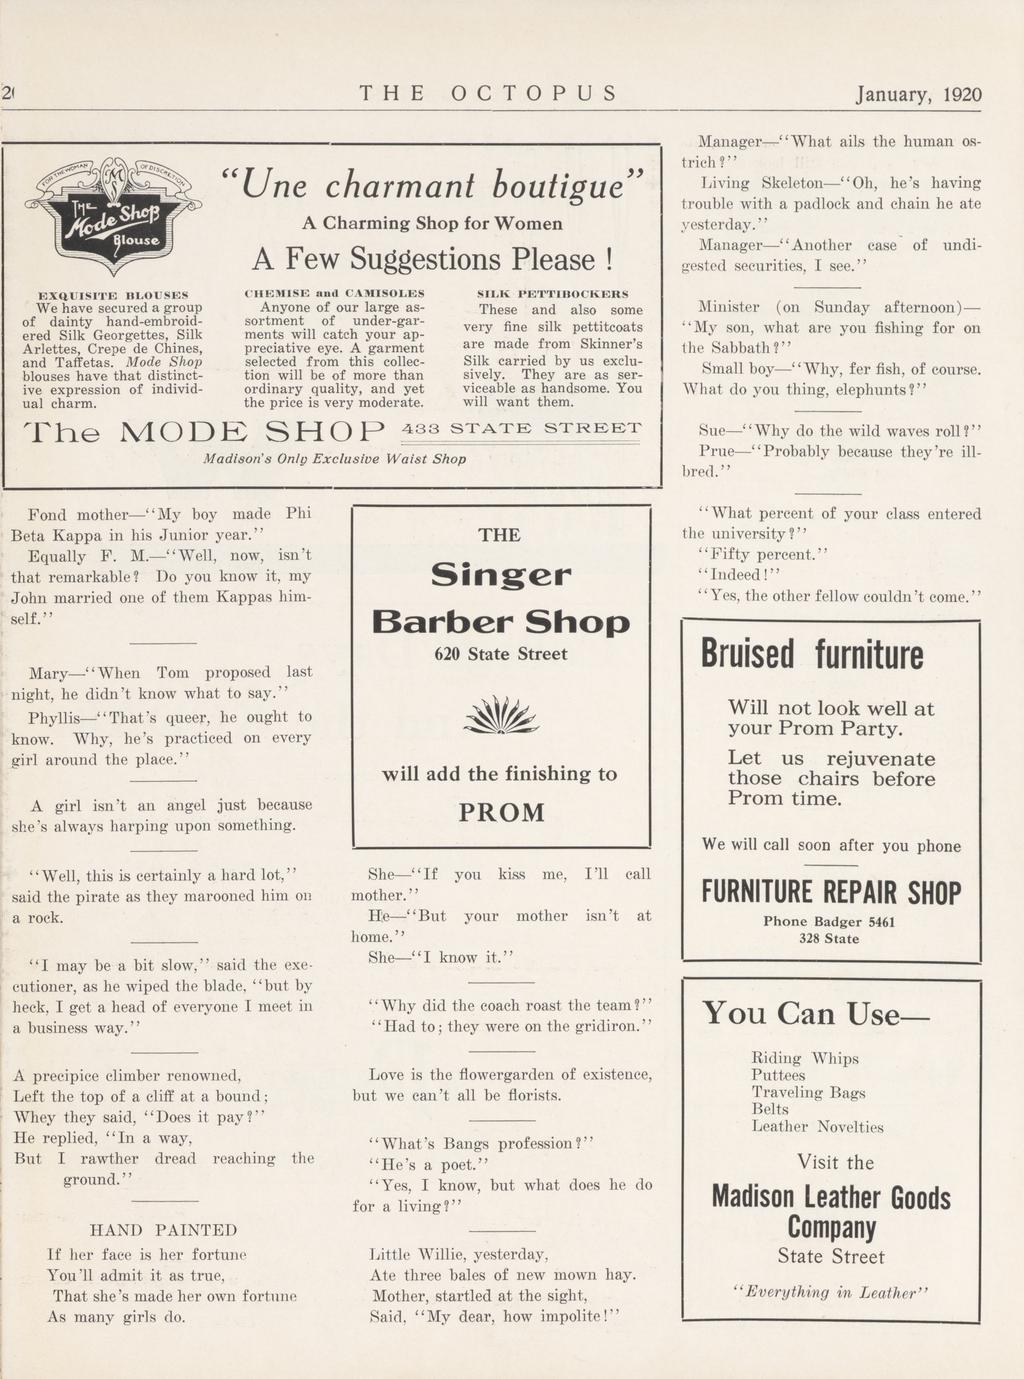 THE OCTOPUS
January, 1920
FOR THE WOMAN
OF DISCRETION
M
S
THE
Mode Shop
Blouse
"Une charmant boutigue"
A Charming Shop for Women
A Few Suggestions Please !
EXQUISITE BLOUSES
We have secured a group
of dainty hand-embroid-
ered Silk Georgettes, Silk
Arlettes, Crepe de Chines,
and Taffetas. Mode Shop
blouses have that distinct-
ive expression of individ-
ual charm.
CHEMISE and CAMISOLES
Anyone of our large as-
sortment of under-gar-
ments will catch your ap-
preciative eye. A garment
selected from this collec-
tion will be of more than
ordinary quality, and yet
the price is very moderate.
SILK PETTIBOCKERS
These and also some
very fine silk pettitcoats
are made from Skinner's
Silk carried by us exclu-
sively. They are as ser-
viceable as handsome. You
will want them.
The MODE SHOP 433 STATE STREET
Madison's Only Exclusive Waist Shop
Fond mother—"My boy made Phi
Beta Kappa in his Junior year."
Equally F. M.—"Well, now, isn't
that remarkable? Do you know it, my
John married one of them Kappas him-
self."
Mary—"When Tom proposed last
night, he didn't know what to say."
Phyllis—"That's queer, he ought to
know. Why, he's practiced on every
girl around the place."
A girl isn't an angel just because
she's always harping upon something.
"Well, this is certainly a hard lot,"
said the pirate as they marooned him on
a rock.
"I may be a bit slow," said the exe-
cutioner, as he wiped the blade, "but by
heck, I get a head of everyone I meet in
a business way."
A precipice climber renowned,
Left the top of a cliff at a bound;
Whey they said, "Does it pay?"
He replied, "In a way,
But I rawther dread reaching the
ground."
HAND PAINTED
If her face is her fortune
You'll admit it as true,
That she's made her own fortune
As many girls do.
THE
Singer
Barber Shop
620 State Street
will add the finishing to
PROM
She—"If you kiss me, I'll call
mother."
He—"But your mother isn't at
home."
She—"I know it."
"Why did the coach roast the team?"
"Had to; they were on the gridiron."
Love is the flowergarden of existence,
but we can't all be florists.
"What's Bangs profession?"
"He's a poet."
"Yes, I know, but what does he do
for a living?"
Little Willie, yesterday,
Ate three bales of new mown hay.
Mother, startled at the sight,
Said, "My dear, how impolite!"
Manager—"What ails the human os-
trich?"
Living Skeleton—"Oh, he's having
trouble with a padlock and chain he ate
yesterday."
Manager—"Another case of undi-
gested securities, I see."
Minister (on Sunday afternoon)—
"My son, what are you fishing for on
the Sabbath?"
Small boy—"Why, fer fish, of course.
What do you thing, elephunts?"
Sue—"Why do the wild waves roll?"
Prue—"Probably because they're ill-
bred."
"What percent of your class entered
the university?"
"Fifty percent."
"Indeed!"
"Yes, the other fellow couldn't come."
Bruised furniture
Will not look well at
your Prom Party.
Let us rejuvenate
those chairs before
Prom time.
We will call soon after you phone
FURNITURE REPAIR SHOP
Phone Badger 5461
328 State
You Can Use—
Riding Whips
Puttees
Traveling Bags
Belts
Leather Novelties
Visit the
Madison Leather Goods
Company
State Street
"Everything in Leather"